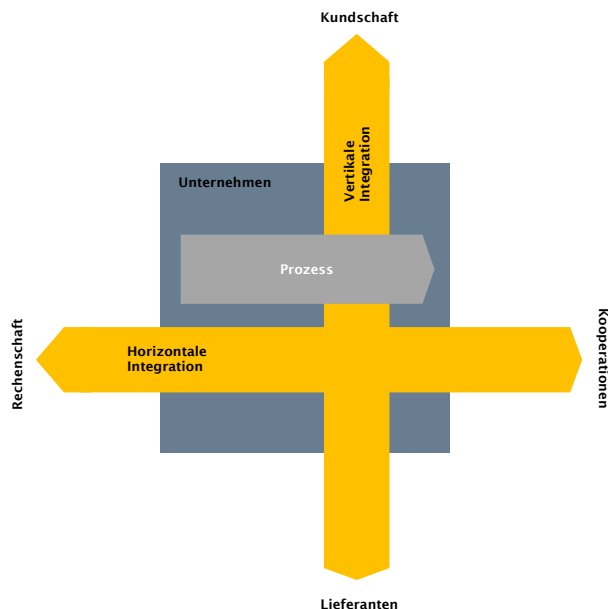 Kundschaft
Vertikale
Integration
Unternehmen
Prozess
Horizontale
Integration
Rechenschaft
Kooperationen
Lieferanten